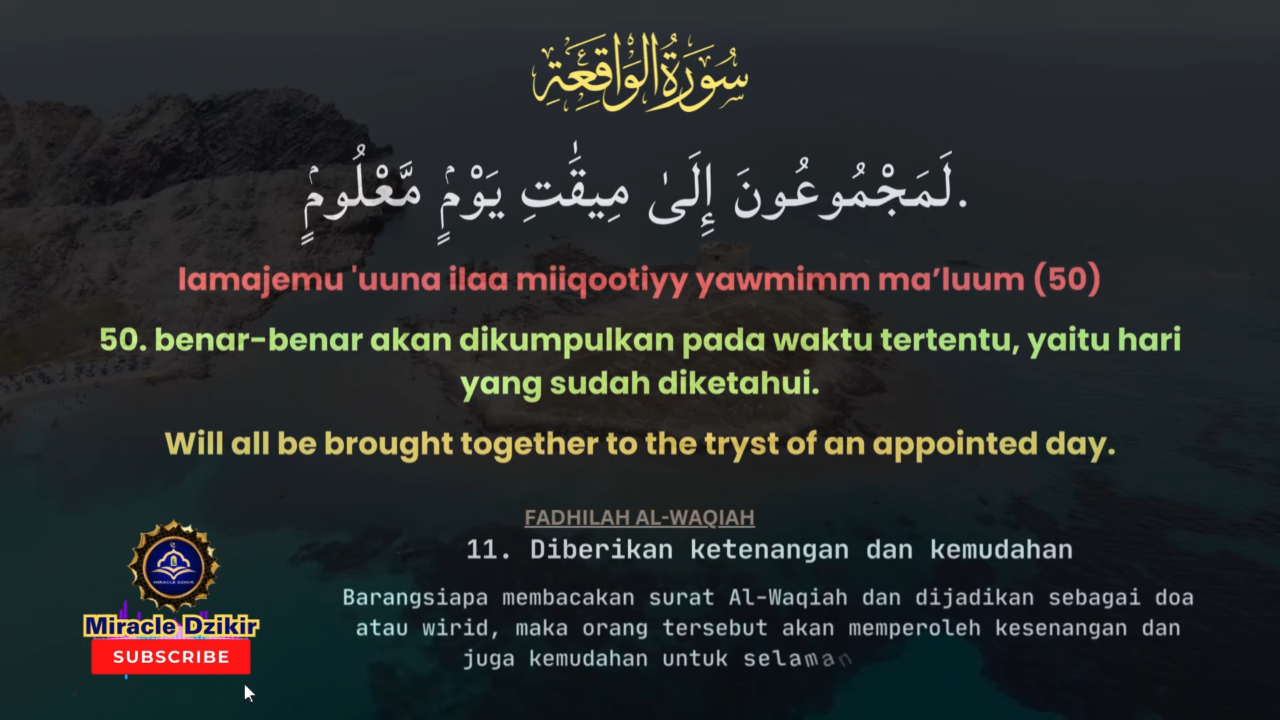 سُورَةُ الْوَاقِعَةِ
لَمَجْمُوعُونَ إِلَىٰ مِيقَٰتِ يَوْمٍۢ مَّعْلُومٍۢ.
lamajemu 'uuna ilaa miiqootiyy yawmimm ma’luum (50)
50. benar-benar akan dikumpulkan pada waktu tertentu, yaitu hari
yang sudah diketahui.
Will all be brought together to the tryst of an appointed day.
FADHILAH AL-WAQIAH
11. Diberikan ketenangan dan kemudahan
Barangsiapa membacakan surat Al-Waqiah dan dijadikan sebagai doa
atau wirid, maka orang tersebut akan memperoleh kesenangan dan
juga kemudahan untuk selaman
MIRACLE DZIKIR
Miracle Dzikir
SUBSCRIBE